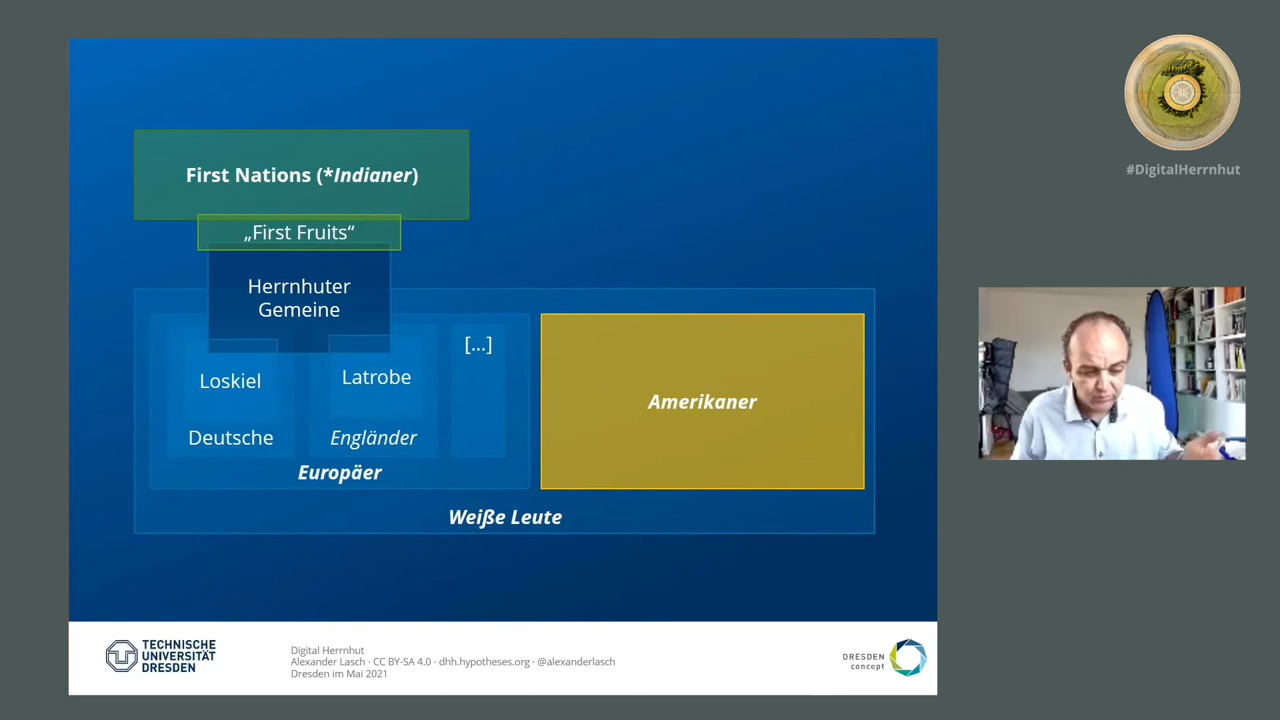 #DigitalHerrnhut
First Nations (*Indianer)
„First Fruits“
Herrnhuter
Gemeine
[...]
Loskiel
Latrobe
Amerikaner
Deutsche
Engländer
Europäer
Weiße Leute
TECHNISCHE
UNIVERSITÄT
DRESDEN
Digital Herrnhut
Alexander Lasch · CC BY-SA 4.0 · dhh.hypotheses.org · @alexanderlasch
Dresden im Mai 2021
DRESDEN
concept